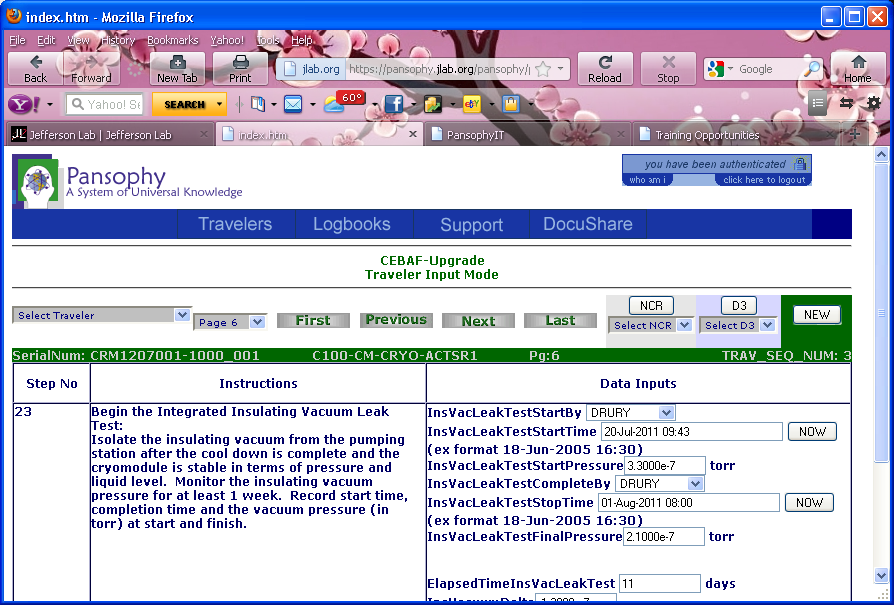 index.htm - Mozilla Firefox
File Edit View History Bookmarks Yahoo! Tools Help
Back Forward New Tab Print jlab.org https://pansophy.jlab.org/pansophy/ Reload Stop Google Home
Y! Yahoo! Se SEARCH 60° f ebY
JL Jefferson Lab | Jefferson Lab index.htm PansophyIT Training Opportunities
Pansophy
A System of Universal Knowledge
you have been authenticated
who am i click here to logout
Travelers Logbooks Support DocuShare
CEBAF-Upgrade
Traveler Input Mode
NCR D3
Select Traveler Page 6 First Previous Next Last Select NCR Select D3 NEW
SerialNum: CRM1207001-1000_001 C100-CM-CRYO-ACTSR1 Pg:6 TRAV_SEQ_NUM: 3
Step No Instructions Data Inputs
23
Begin the Integrated Insulating Vacuum Leak
Test:
Isolate the insulating vacuum from the pumping
station after the cool down is complete and the
cryomodule is stable in terms of pressure and
liquid level. Monitor the insulating vacuum
pressure for at least 1 week. Record start time,
completion time and the vacuum pressure (in
torr) at start and finish.
InsVacLeakTestStartBy DRURY
InsVacLeakTestStartTime 20-Jul-2011 09:43 NOW
(ex format 18-Jun-2005 16:30)
InsVacLeakTestStartPressure 3.3000e-7 torr
InsVacLeakTestCompleteBy DRURY
InsVacLeakTestStopTime 01-Aug-2011 08:00 NOW
(ex format 18-Jun-2005 16:30)
InsVacLeakTestFinalPressure 2.1000e-7 torr
ElapsedTimeInsVacLeakTest 11 days